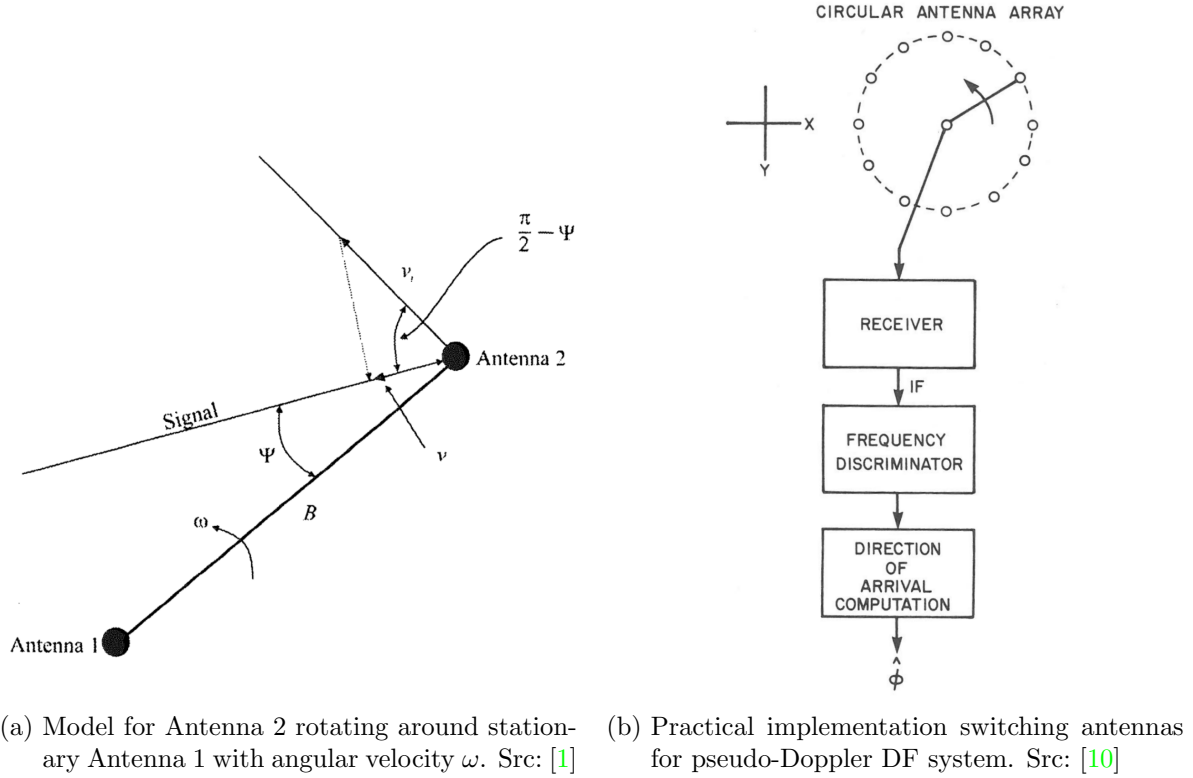 π/2 − Ψ
ν_t
Antenna 2
Signal
Ψ
ν
B
ω
Antenna 1
CIRCULAR ANTENNA ARRAY
X
Y
RECEIVER
IF
FREQUENCY
DISCRIMINATOR
DIRECTION
OF
ARRIVAL
COMPUTATION
ϕ̂
(a) Model for Antenna 2 rotating around station-
ary Antenna 1 with angular velocity ω. Src: [1]
(b) Practical implementation switching antennas
for pseudo-Doppler DF system. Src: [10]